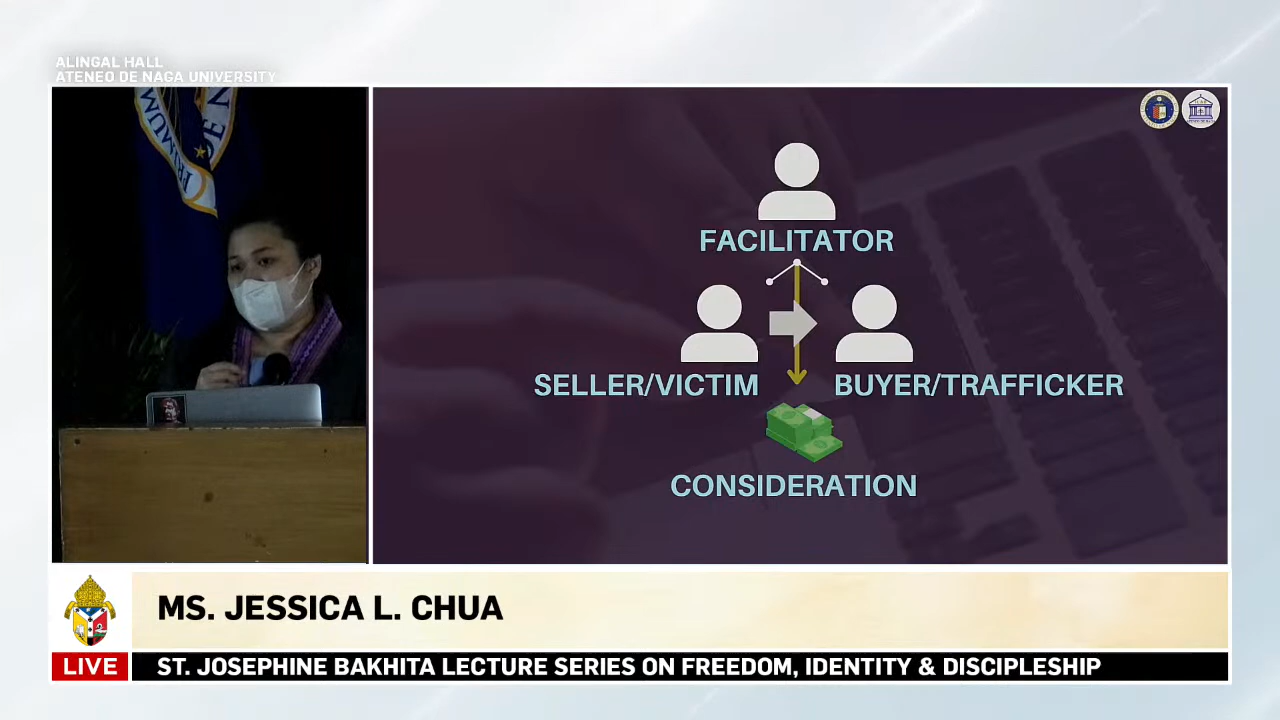 ALINGAL HALL
ATENEO DE NAGA UNIVERSITY
PRIMUM
FACILITATOR
SELLER/VICTIM
BUYER/TRAFFICKER
CONSIDERATION
MS. JESSICA L. CHUA
LIVE
ST. JOSEPHINE BAKHITA LECTURE SERIES ON FREEDOM, IDENTITY & DISCIPLESHIP